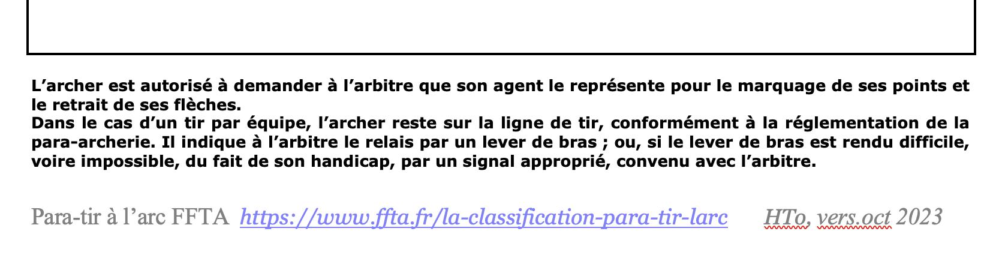 L’archer est autorisé à demander à l’arbitre que son agent le représente pour le marquage de ses points et
le retrait de ses flèches.
Dans le cas d’un tir par équipe, l’archer reste sur la ligne de tir, conformément à la réglementation de la
para-archerie. Il indique à l’arbitre le relais par un lever de bras ; ou, si le lever de bras est rendu difficile,
voire impossible, du fait de son handicap, par un signal approprié, convenu avec l’arbitre.
Para-tir à l’arc FFTA https://www.ffta.fr/la-classification-para-tir-larc HTo, vers.oct 2023